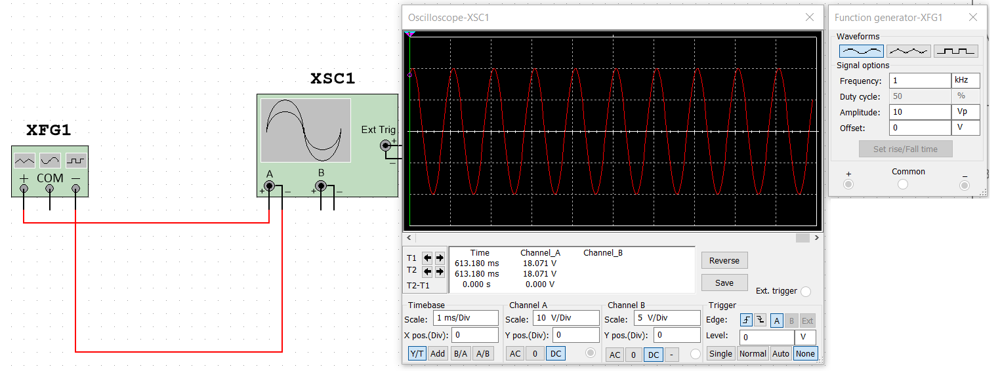 XFG1
COM
XSC1
Ext Trig
+
−
A
B
+
−
+
−
+
−
Oscilloscope-XSC1
T1
T2
T2-T1
Time Channel_A Channel_B
613.180 ms 18.071 V
613.180 ms 18.071 V
0.000 s 0.000 V
Reverse
Save
Ext. trigger
Timebase
Scale: 1 ms/Div
X pos.(Div): 0
Y/T Add B/A A/B
Channel A
Scale: 10 V/Div
Y pos.(Div): 0
AC 0 DC
Channel B
Scale: 5 V/Div
Y pos.(Div): 0
AC 0 DC -
Trigger
Edge: A B Ext
Level: 0 V
Single Normal Auto None
Function generator-XFG1
Waveforms
Signal options
Frequency: 1 kHz
Duty cycle: 50 %
Amplitude: 10 Vp
Offset: 0 V
Set rise/Fall time
+ Common −